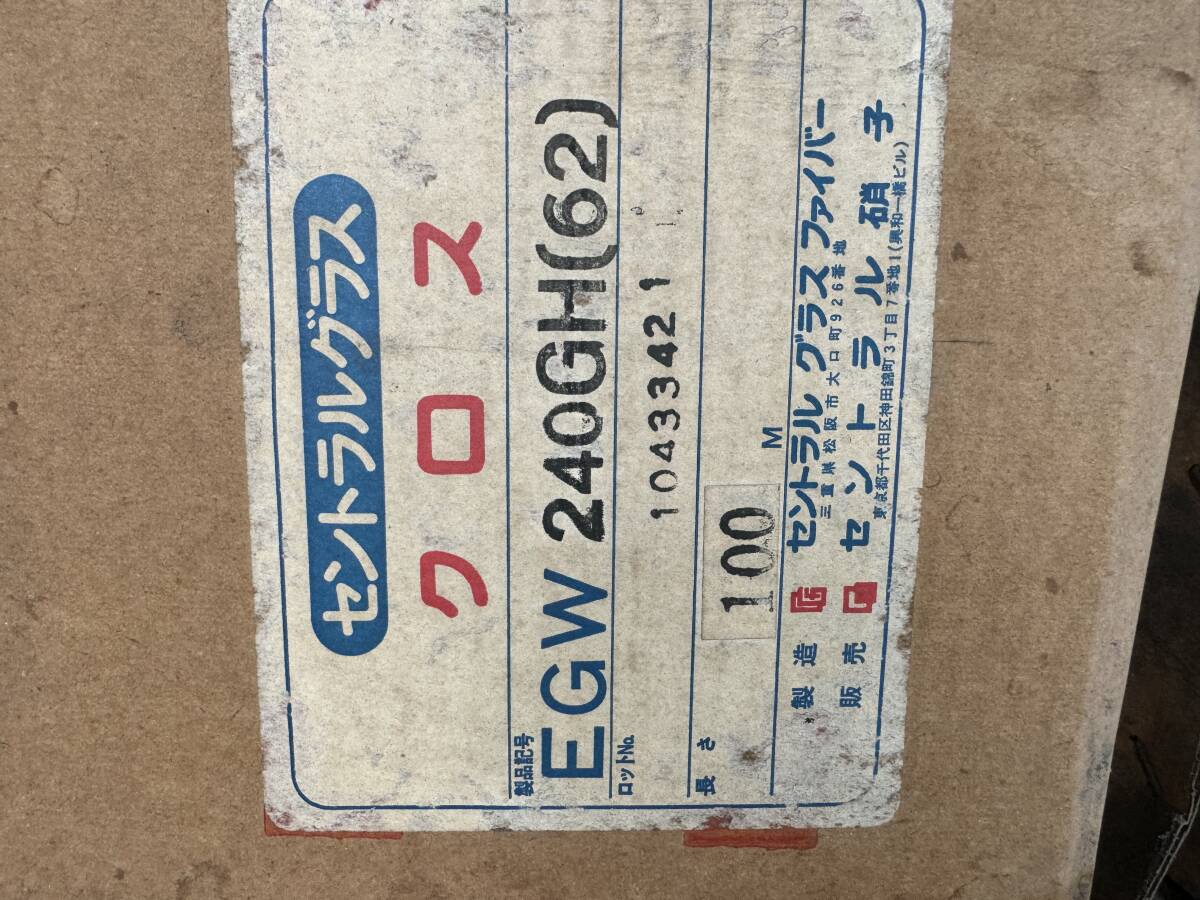 セントラルグラス
クロス
製品記号
EGW 240GH(62)
ロットNo.
10433421
長さ
100 M
製造 セントラルグラスファイバー
三重県松阪市大口町926番地
販売 セントラル硝子
東京都千代田区神田錦町3丁目7番地1(興和一橋ビル)